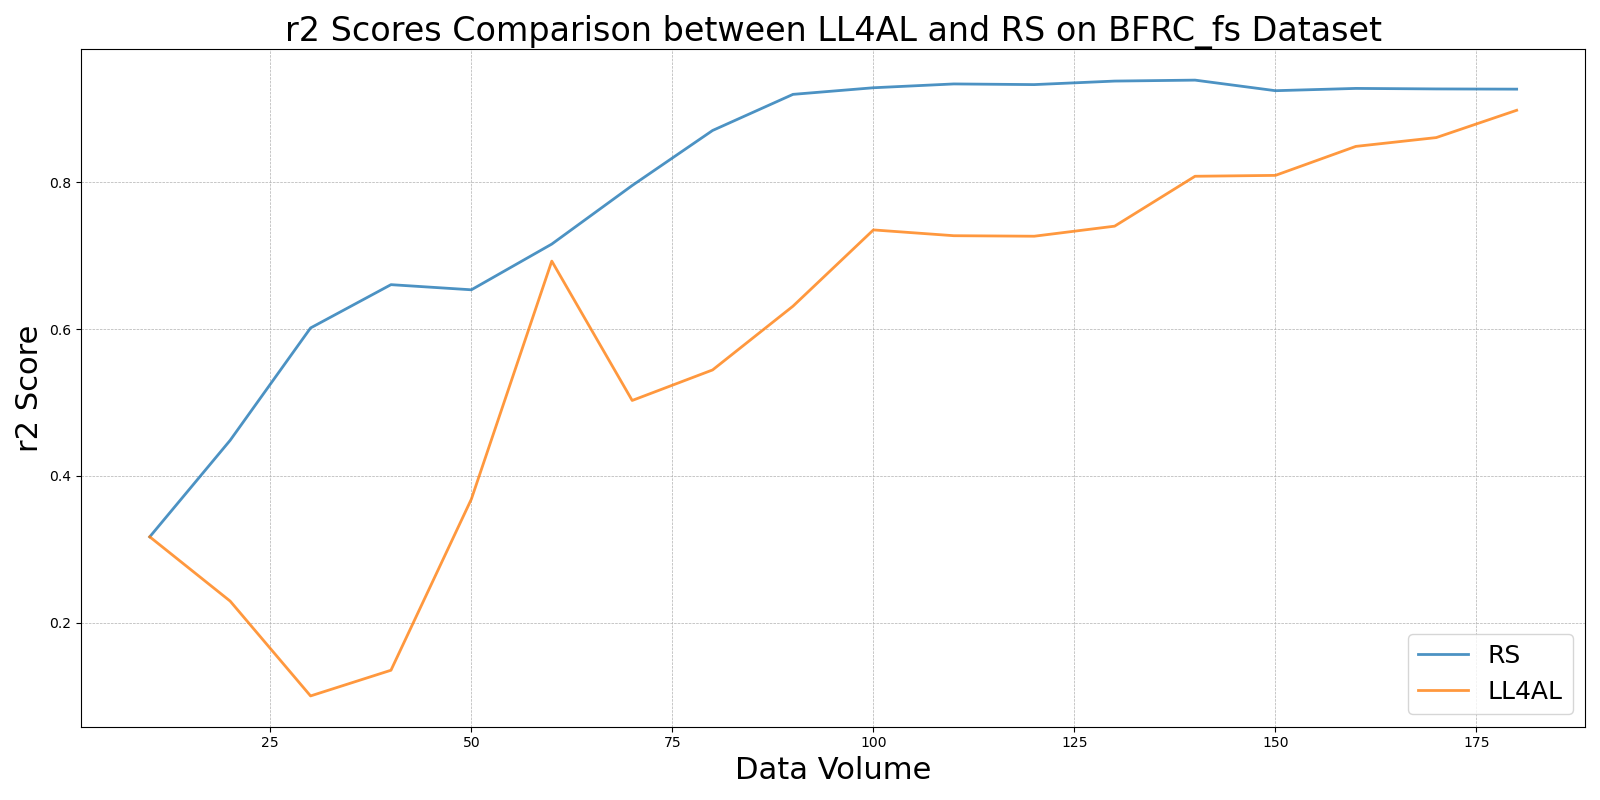 r2 Scores Comparison between LL4AL and RS on BFRC_fs Dataset
r2 Score
0.8
0.6
0.4
0.2
25 50 75 100 125 150 175
Data Volume
RS
LL4AL